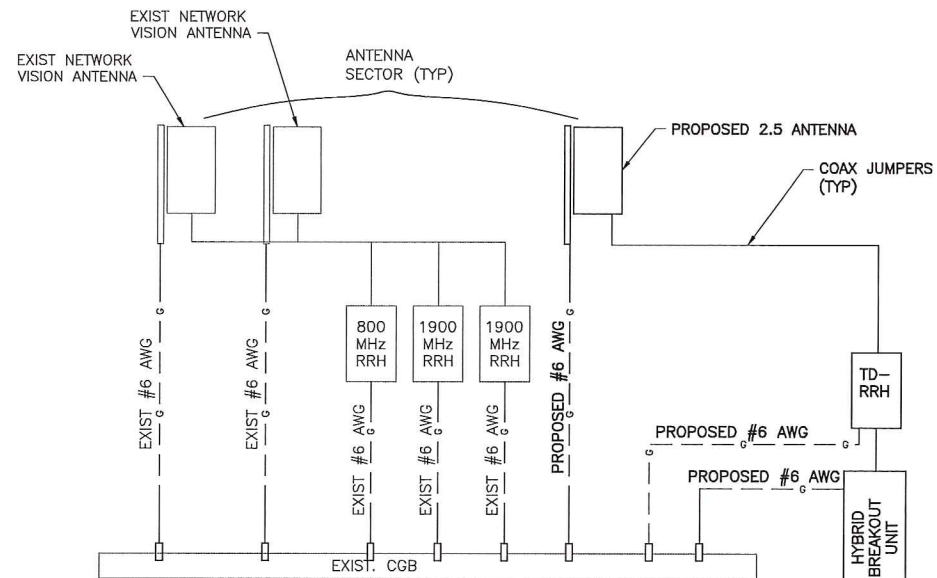 EXIST NETWORK
VISION ANTENNA
EXIST NETWORK
VISION ANTENNA
ANTENNA
SECTOR (TYP)
PROPOSED 2.5 ANTENNA
COAX JUMPERS
(TYP)
800
MHz
RRH
1900
MHz
RRH
1900
MHz
RRH
TD-
RRH
G
EXIST #6 AWG
G
G
EXIST #6 AWG
G
G
EXIST #6 AWG
G
EXIST #6 AWG
G
EXIST #6 AWG
G
PROPOSED #6 AWG
G
PROPOSED #6 AWG
G
G
G
PROPOSED #6 AWG
G
HYBRID
BREAKOUT
UNIT
EXIST. CGB